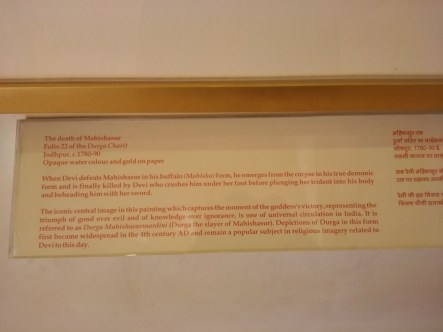 The death of Mahishasur
Folio 22 of the Durga Charit
Jodhpur, c.1780-90
Opaque water colour and gold on paper
When Devi defeats Mahishasur in his buffalo (Mahisha) form, he emerges from the corpse in his true demonic
form and is finally killed by Devi who crushes him under her foot before plunging her trident into his body
and beheading him with her sword.
The iconic central image in this painting which captures the moment of the goddess's victory, representing the
triumph of good over evil and of knowledge over ignorance, is one of universal circulation in India. It is
referred to as Durga Mahishasuramardini (Durga the slayer of Mahishasur). Depictions of Durga in this form
first became widespread in the 4th century AD and remain a popular subject in religious imagery related to
Devi to this day.
जोधपुर, 1780-90 ई.